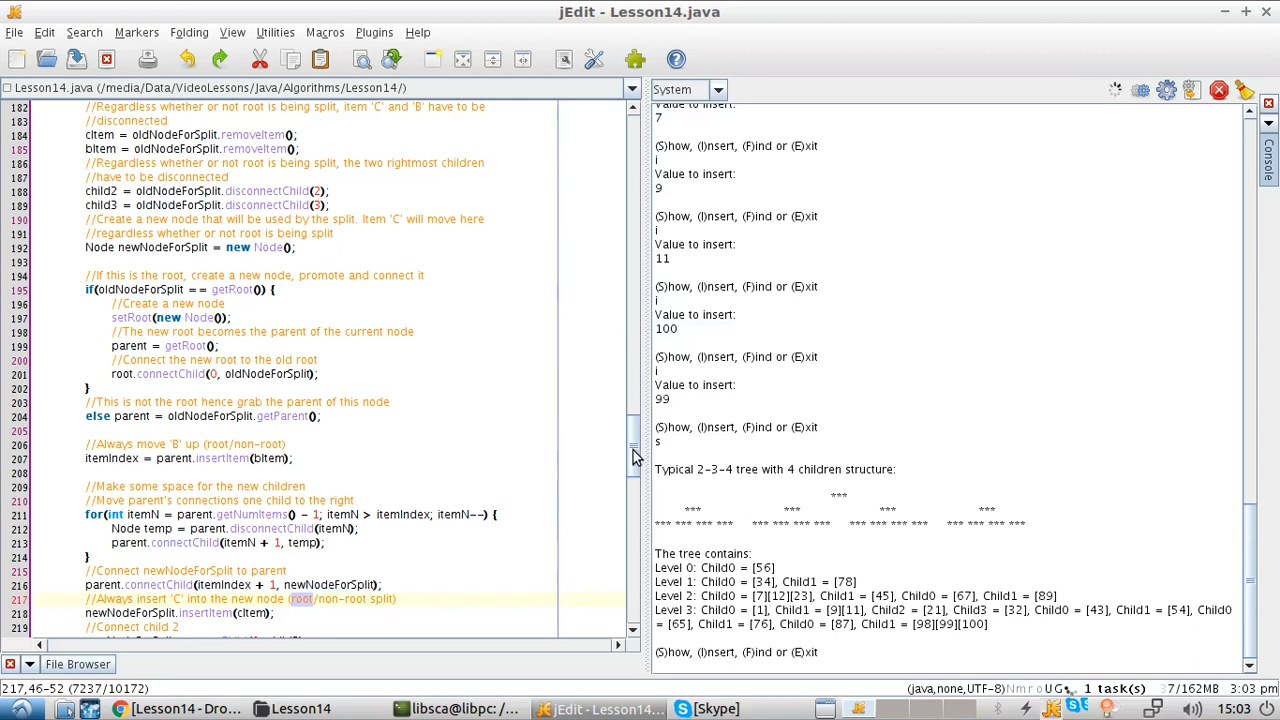 jEdit - Lesson14.java
File Edit Search Markers Folding View Utilities Macros Plugins Help
Lesson14.java (/media/Data/VideoLessons/Java/Algorithms/Lesson14/)
182 //Regardless whether or not root is being split, item 'C' and 'B' have to be
183 //disconnected
184 cItem = oldNodeForSplit.removeItem();
185 bItem = oldNodeForSplit.removeItem();
186 //Regardless whether or not root is being split, the two rightmost children
187 //have to be disconnected
188 child2 = oldNodeForSplit.disconnectChild(2);
189 child3 = oldNodeForSplit.disconnectChild(3);
190 //Create a new node that will be used by the split. Item 'C' will move here
191 //regardless whether or not root is being split
192 Node newNodeForSplit = new Node();
193
194 //If this is the root, create a new node, promote and connect it
195 if(oldNodeForSplit == getRoot()) {
196 //Create a new node
197 setRoot(new Node());
198 //The new root becomes the parent of the current node
199 parent = getRoot();
200 //Connect the new root to the old root
201 root.connectChild(0, oldNodeForSplit);
202 }
203 //This is not the root hence grab the parent of this node
204 else parent = oldNodeForSplit.getParent();
205
206 //Always move 'B' up (root/non-root)
207 itemIndex = parent.insertItem(bItem);
208
209 //Make some space for the new children
210 //Move parent's connections one child to the right
211 for(int itemN = parent.getNumItems() - 1; itemN > itemIndex; itemN--) {
212 Node temp = parent.disconnectChild(itemN);
213 parent.connectChild(itemN + 1, temp);
214 }
215 //Connect newNodeForSplit to parent
216 parent.connectChild(itemIndex + 1, newNodeForSplit);
217 //Always insert 'C' into the new node (root/non-root split)
218 newNodeForSplit.insertItem(cItem);
219 //Connect child 2
File Browser
System
Value to insert:
7
(S)how, (I)nsert, (F)ind or (E)xit
i
Value to insert:
9
(S)how, (I)nsert, (F)ind or (E)xit
i
Value to insert:
11
(S)how, (I)nsert, (F)ind or (E)xit
i
Value to insert:
100
(S)how, (I)nsert, (F)ind or (E)xit
i
Value to insert:
99
(S)how, (I)nsert, (F)ind or (E)xit
s
Typical 2-3-4 tree with 4 children structure:
***
*** *** *** ***
*** *** *** *** *** *** *** *** *** *** *** *** *** *** *** ***
The tree contains:
Level 0: Child0 = [56]
Level 1: Child0 = [34], Child1 = [78]
Level 2: Child0 = [7][12][23], Child1 = [45], Child0 = [67], Child1 = [89]
Level 3: Child0 = [1], Child1 = [9][11], Child2 = [21], Child3 = [32], Child0 = [43], Child1 = [54], Child0
= [65], Child1 = [76], Child0 = [87], Child1 = [98][99][100]
(S)how, (I)nsert, (F)ind or (E)xit
Console
217,46-52 (7237/10172)
(java,none,UTF-8) N m r o U G 1 task(s) 37/162MB 3:03 PM
[Lesson14 - Dro... Lesson14 libsca@libpc: /... jEdit - Lesson14... [Skype] 15:03